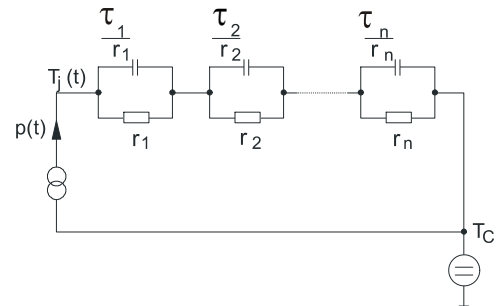 τ1 τ2 τn
r1 r2 rn
Tj (t)
p(t)
r1 r2 rn
TC